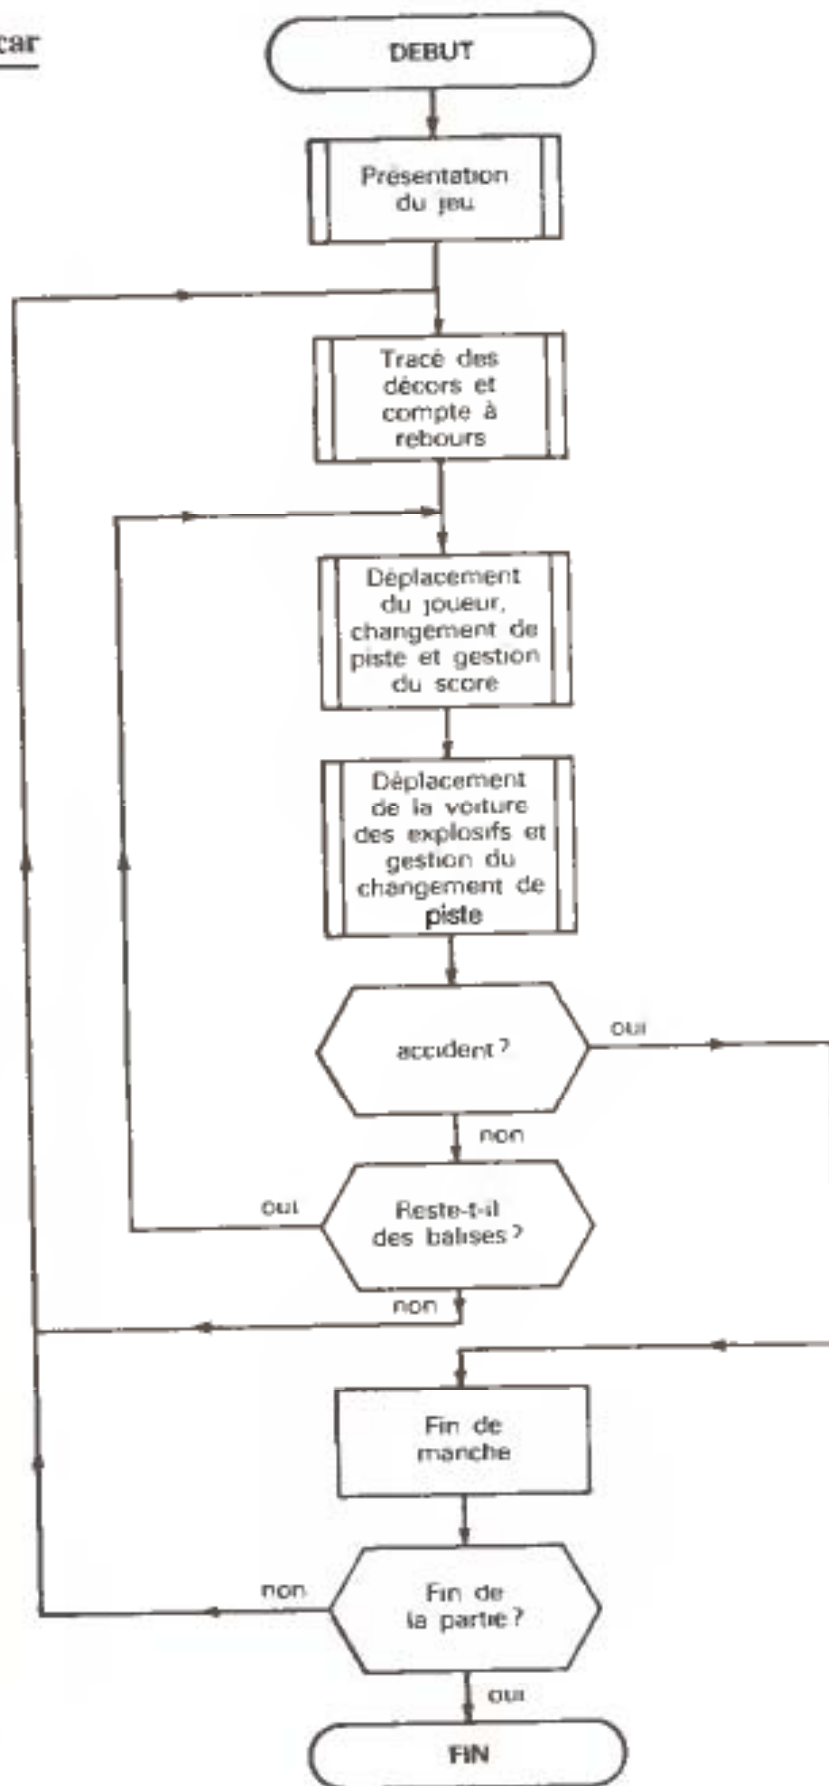 car
DEBUT
Présentation
du jeu
Tracé des
décors et
compte à
rebours
Déplacement
du joueur,
changement de
piste et gestion
du score
Déplacement
de la voiture
des explosifs et
gestion du
changement de
piste
accident?
oui
non
Reste-t-il
des balises?
oui
non
Fin de
manche
Fin de
la partie?
non
oui
FIN